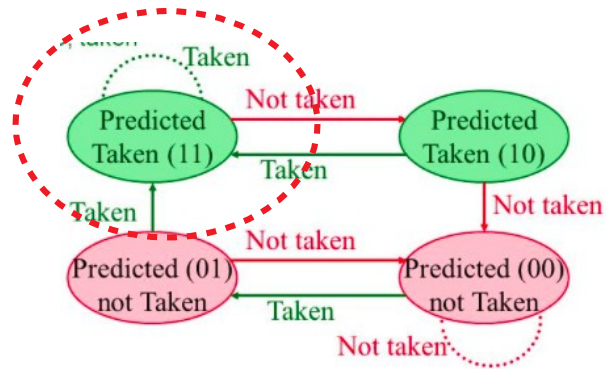 Taken
Not taken
Predicted
Taken (11)
Predicted
Taken (10)
Taken
Taken
Not taken
Not taken
Predicted (01)
not Taken
Predicted (00)
not Taken
Taken
Not taken